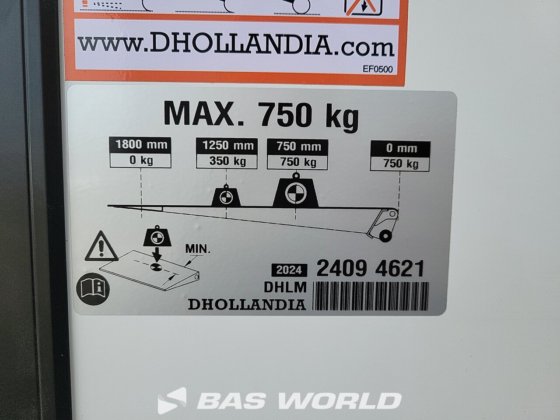 www.DHOLLANDIA.com
EF0500
MAX. 750 kg
1800 mm 1250 mm 750 mm 0 mm
0 kg 350 kg 750 kg 750 kg
MIN.
2024 2409 4621
DHLM
DHOLLANDIA
BAS WORLD